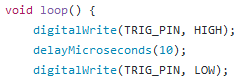 void loop() {
    digitalWrite(TRIG_PIN, HIGH);
    delayMicroseconds(10);
    digitalWrite(TRIG_PIN, LOW);